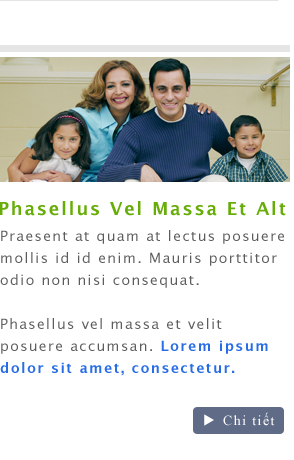 Phasellus Vel Massa Et Alt
Praesent at quam at lectus posuere
mollis id id enim. Mauris porttitor
odio non nisi consequat.
Phasellus vel massa et velit
posuere accumsan. Lorem ipsum
dolor sit amet, consectetur.
Chi tiết